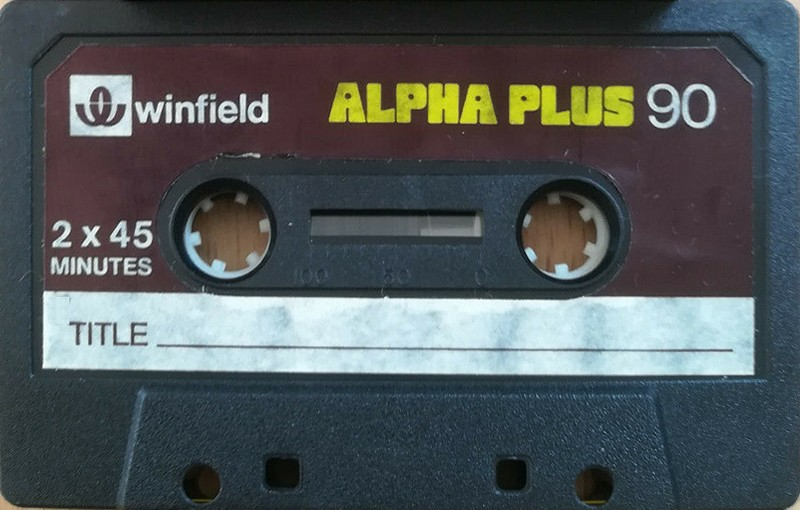 winfield ALPHA PLUS 90
2 x 45
MINUTES
100 50 0
TITLE